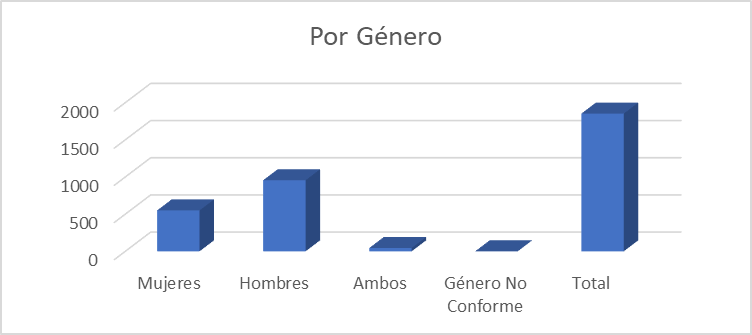 Por Género
2000
1500
1000
500
0
Mujeres
Hombres
Ambos
Género No
Conforme
Total